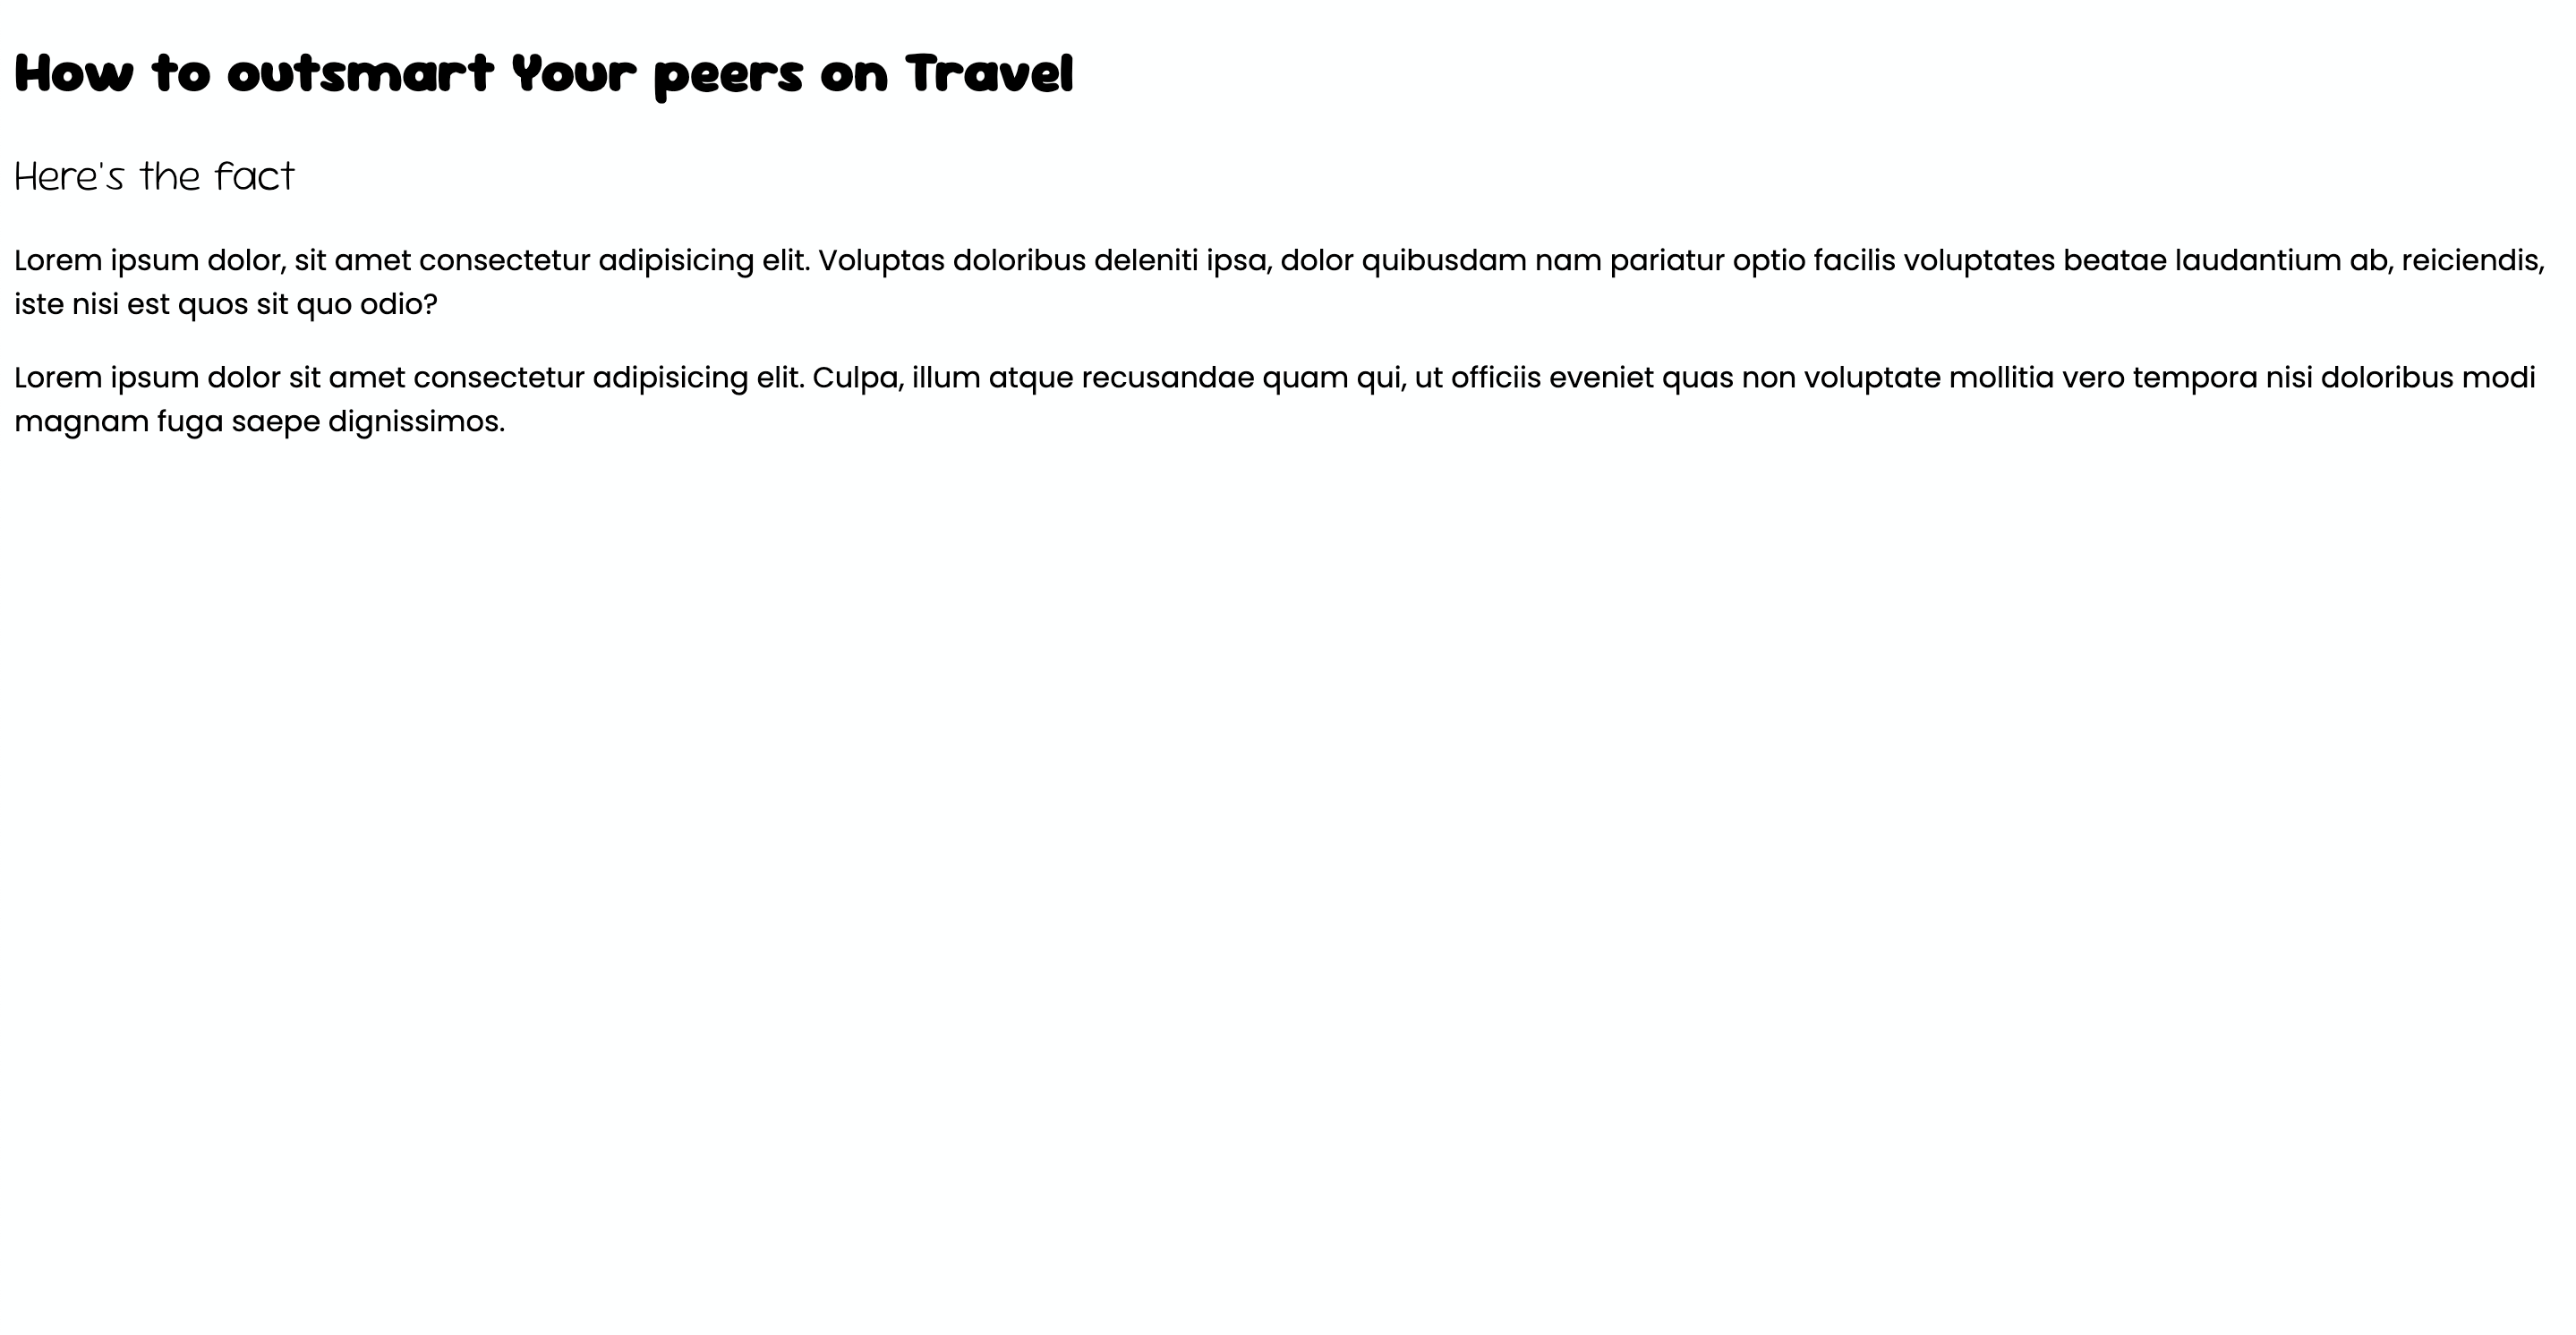 How to outsmart Your peers on Travel
Here's the fact
Lorem ipsum dolor, sit amet consectetur adipisicing elit. Voluptas doloribus deleniti ipsa, dolor quibusdam nam pariatur optio facilis voluptates beatae laudantium ab, reiciendis,
iste nisi est quos sit quo odio?
Lorem ipsum dolor sit amet consectetur adipisicing elit. Culpa, illum atque recusandae quam qui, ut officiis eveniet quas non voluptate mollitia vero tempora nisi doloribus modi
magnam fuga saepe dignissimos.